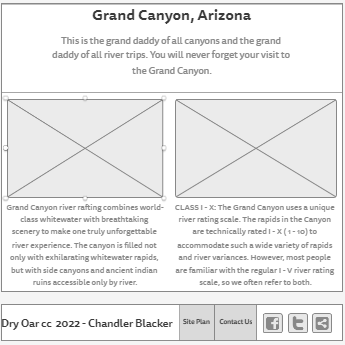 Grand Canyon, Arizona
This is the grand daddy of all canyons and the grand
daddy of all river trips. You will never forget your visit to
the Grand Canyon.
Grand Canyon river rafting combines world-
class whitewater with breathtaking
scenery to make one truly unforgettable
river experience. The canyon is filled not
only with exhilarating whitewater rapids,
but with side canyons and ancient indian
ruins accessible only by river.
CLASS I - X: The Grand Canyon uses a unique
river rating scale. The rapids in the Canyon
are technically rated I - X ( 1 - 10) to
accommodate such a wide variety of rapids
and river variances. However, most people
are familiar with the regular I - V river rating
scale, so we often refer to both.
Dry Oar cc 2022 - Chandler Blacker
Site Plan
Contact Us